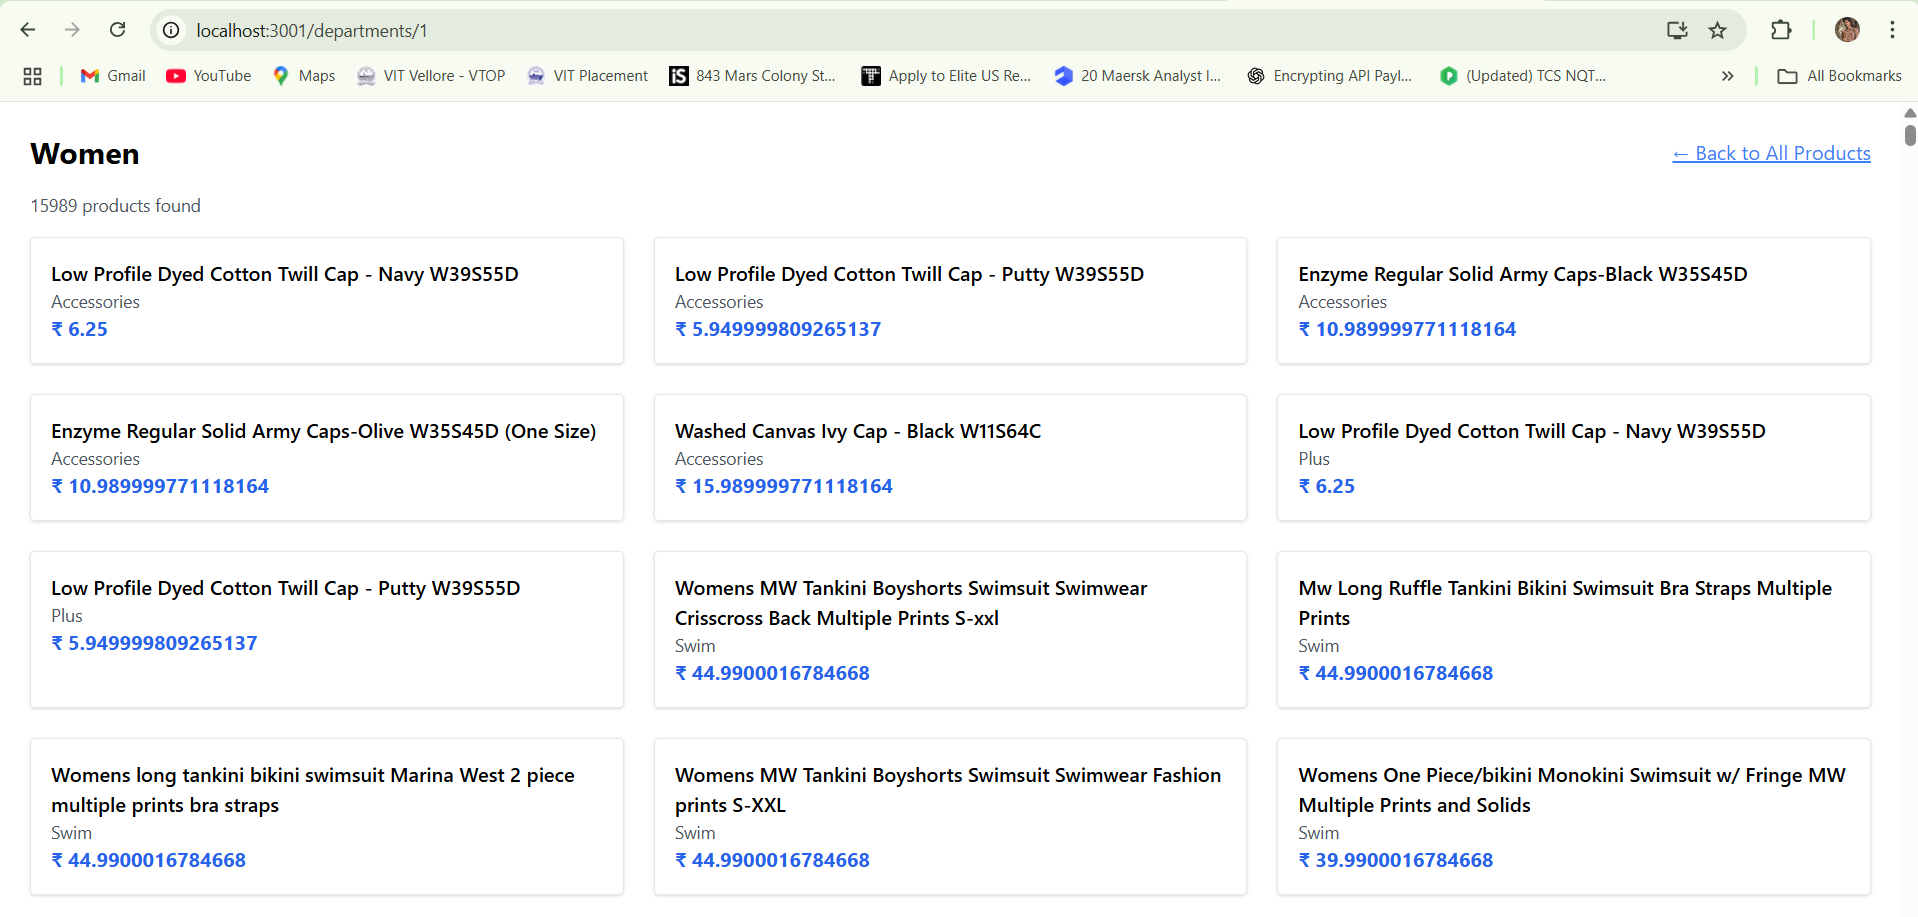 localhost:3001/departments/1
Gmail YouTube Maps VIT Vellore - VTOP VIT Placement iS 843 Mars Colony St... Apply to Elite US Re... 20 Maersk Analyst I... Encrypting API Payl... (Updated) TCS NQT... » All Bookmarks
Women
← Back to All Products
15989 products found
Low Profile Dyed Cotton Twill Cap - Navy W39S55D
Accessories
₹ 6.25
Low Profile Dyed Cotton Twill Cap - Putty W39S55D
Accessories
₹ 5.949999809265137
Enzyme Regular Solid Army Caps-Black W35S45D
Accessories
₹ 10.989999771118164
Enzyme Regular Solid Army Caps-Olive W35S45D (One Size)
Accessories
₹ 10.989999771118164
Washed Canvas Ivy Cap - Black W11S64C
Accessories
₹ 15.989999771118164
Low Profile Dyed Cotton Twill Cap - Navy W39S55D
Plus
₹ 6.25
Low Profile Dyed Cotton Twill Cap - Putty W39S55D
Plus
₹ 5.949999809265137
Womens MW Tankini Boyshorts Swimsuit Swimwear
Crisscross Back Multiple Prints S-xxl
Swim
₹ 44.9900016784668
Mw Long Ruffle Tankini Bikini Swimsuit Bra Straps Multiple
Prints
Swim
₹ 44.9900016784668
Womens long tankini bikini swimsuit Marina West 2 piece
multiple prints bra straps
Swim
₹ 44.9900016784668
Womens MW Tankini Boyshorts Swimsuit Swimwear Fashion
prints S-XXL
Swim
₹ 44.9900016784668
Womens One Piece/bikini Monokini Swimsuit w/ Fringe MW
Multiple Prints and Solids
Swim
₹ 39.9900016784668